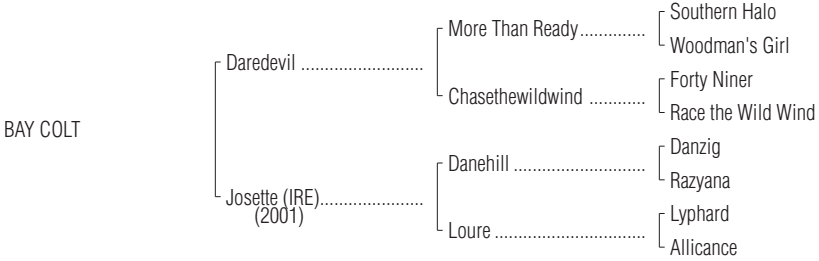 Southern Halo
More Than Ready..............
Woodman's Girl
Daredevil ..........................
Forty Niner
Chasethewildwind ............
Race the Wild Wind
BAY COLT
Danzig
Danehill ............................
Razyana
Josette (IRE)......................
(2001)
Lyphard
Loure ................................
Allicance